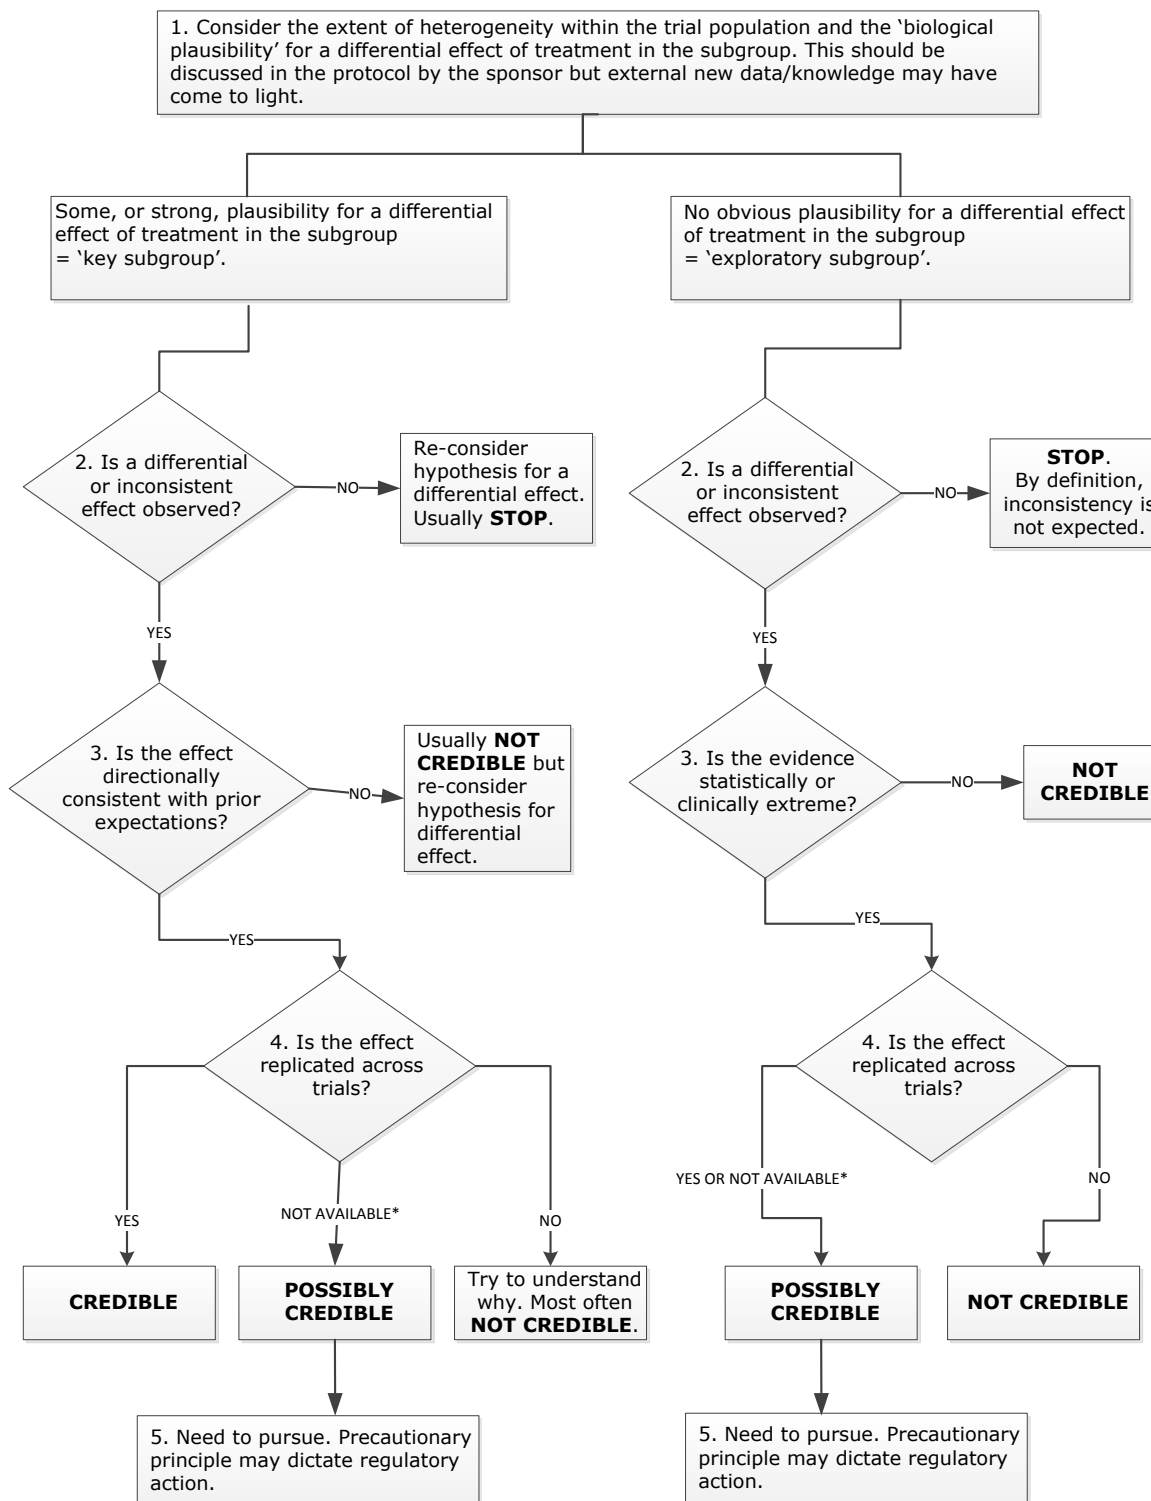 1. Consider the extent of heterogeneity within the trial population and the ‘biological
plausibility’ for a differential effect of treatment in the subgroup. This should be
discussed in the protocol by the sponsor but external new data/knowledge may have
come to light.
Some, or strong, plausibility for a differential
effect of treatment in the subgroup
= ‘key subgroup’.
No obvious plausibility for a differential effect
of treatment in the subgroup
= ‘exploratory subgroup’.
2. Is a differential
or inconsistent
effect observed?
NO
Re-consider
hypothesis for a
differential effect.
Usually STOP.
2. Is a differential
or inconsistent
effect observed?
NO
STOP.
By definition,
inconsistency is
not expected.
YES
YES
3. Is the effect
directionally
consistent with prior
expectations?
NO
Usually NOT
CREDIBLE but
re-consider
hypothesis for
differential
effect.
3. Is the evidence
statistically or
clinically extreme?
NO
NOT
CREDIBLE
YES
YES
4. Is the effect
replicated across
trials?
4. Is the effect
replicated across
trials?
YES
NOT AVAILABLE*
NO
YES OR NOT AVAILABLE*
NO
CREDIBLE
POSSIBLY
CREDIBLE
Try to understand
why. Most often
NOT CREDIBLE.
POSSIBLY
CREDIBLE
NOT CREDIBLE
5. Need to pursue. Precautionary
principle may dictate regulatory
action.
5. Need to pursue. Precautionary
principle may dictate regulatory
action.